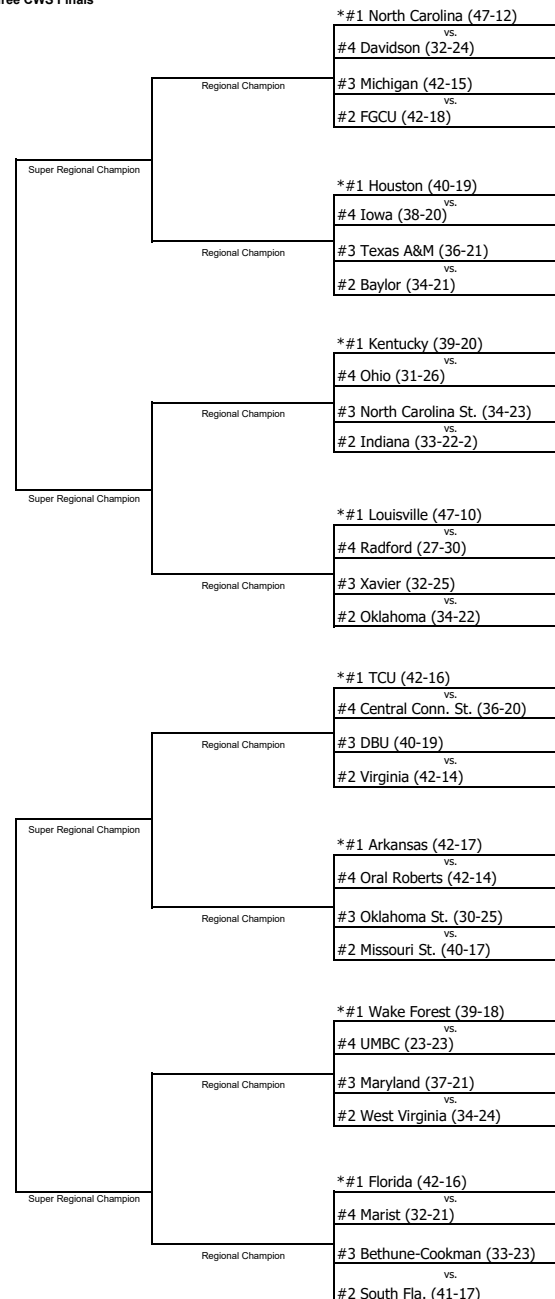 *#1 North Carolina (47-12)
vs.
#4 Davidson (32-24)
Regional Champion
#3 Michigan (42-15)
vs.
#2 FGCU (42-18)
Super Regional Champion
*#1 Houston (40-19)
vs.
#4 Iowa (38-20)
Regional Champion
#3 Texas A&M (36-21)
vs.
#2 Baylor (34-21)
*#1 Kentucky (39-20)
vs.
#4 Ohio (31-26)
Regional Champion
#3 North Carolina St. (34-23)
vs.
#2 Indiana (33-22-2)
Super Regional Champion
*#1 Louisville (47-10)
vs.
#4 Radford (27-30)
Regional Champion
#3 Xavier (32-25)
vs.
#2 Oklahoma (34-22)
*#1 TCU (42-16)
vs.
#4 Central Conn. St. (36-20)
Regional Champion
#3 DBU (40-19)
vs.
#2 Virginia (42-14)
Super Regional Champion
*#1 Arkansas (42-17)
vs.
#4 Oral Roberts (42-14)
Regional Champion
#3 Oklahoma St. (30-25)
vs.
#2 Missouri St. (40-17)
*#1 Wake Forest (39-18)
vs.
#4 UMBC (23-23)
Regional Champion
#3 Maryland (37-21)
vs.
#2 West Virginia (34-24)
Super Regional Champion
*#1 Florida (42-16)
vs.
#4 Marist (32-21)
Regional Champion
#3 Bethune-Cookman (33-23)
vs.
#2 South Fla. (41-17)